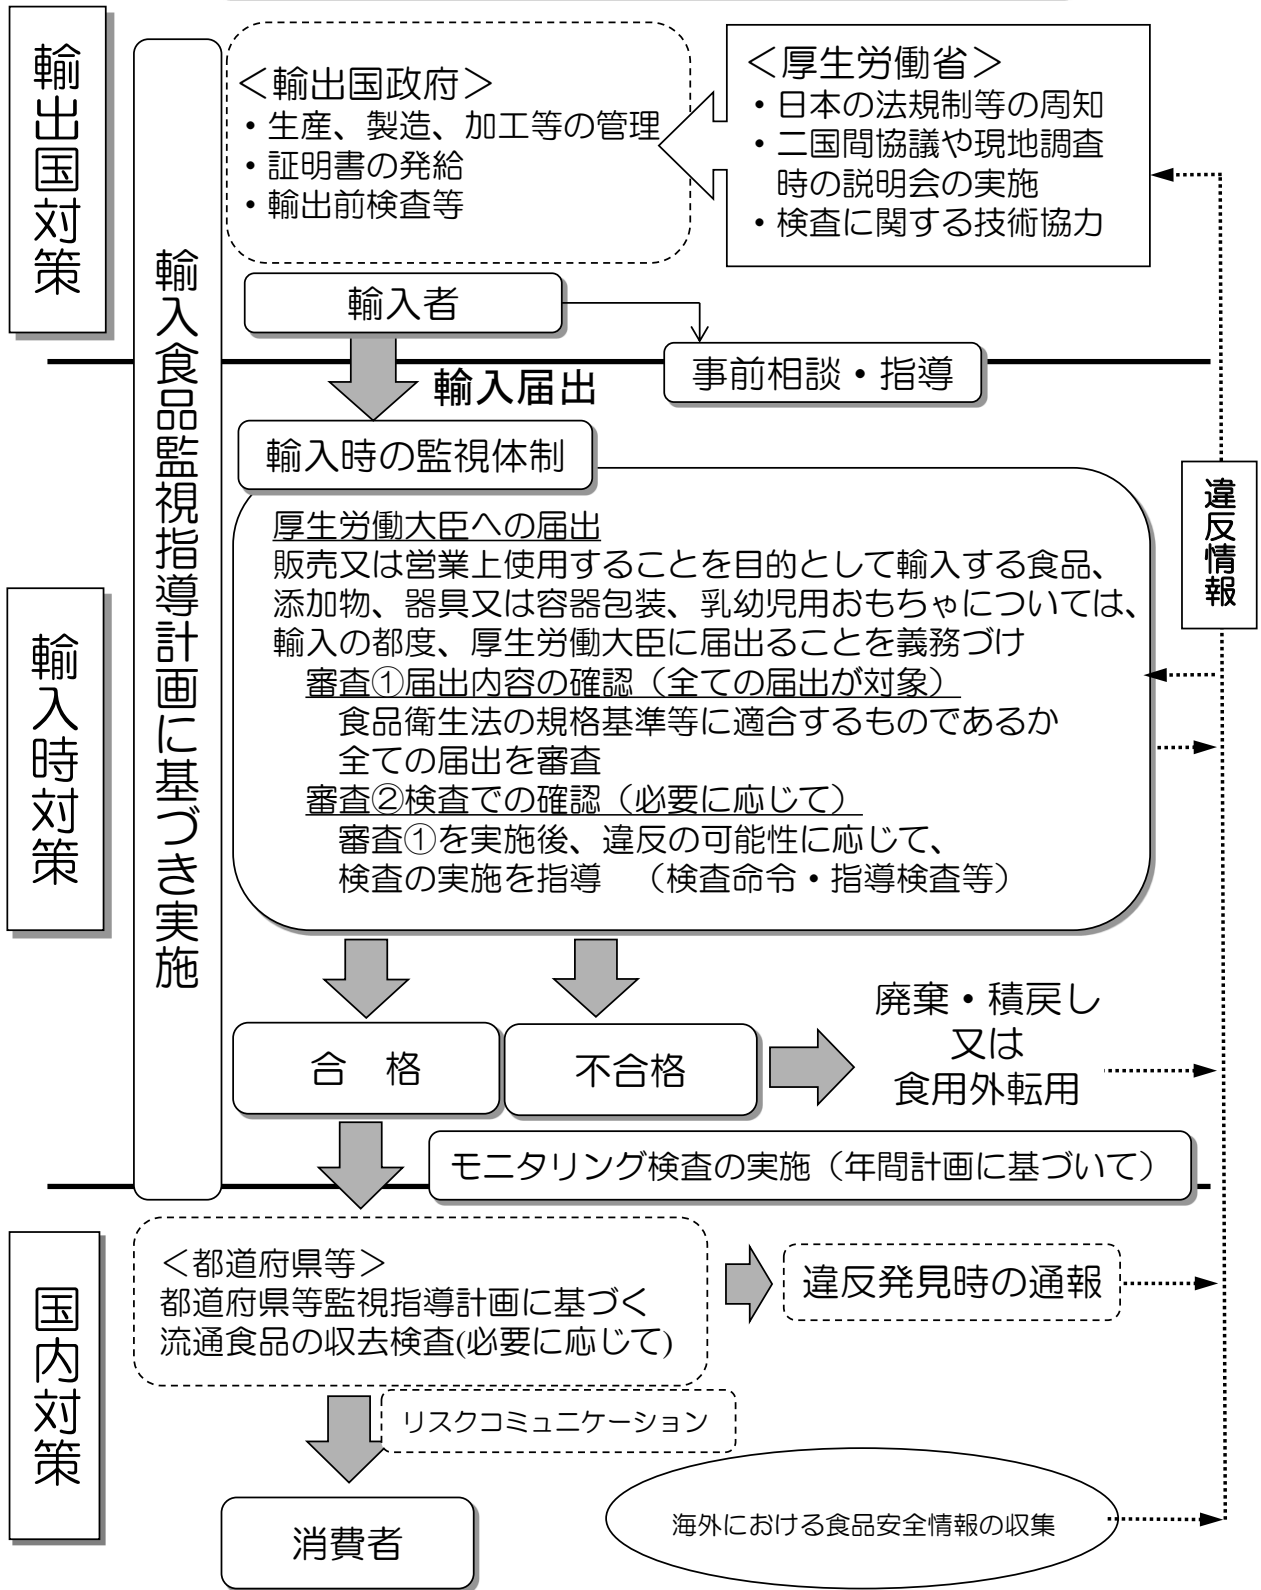 輸出国対策
輸入食品監視指導計画に基づき実施
＜輸出国政府＞
・生産、製造、加工等の管理
・証明書の発給
・輸出前検査等
＜厚生労働省＞
・日本の法規制等の周知
・二国間協議や現地調査
時の説明会の実施
・検査に関する技術協力
輸入者
事前相談・指導
輸入届出
違反情報
輸入時対策
輸入時の監視体制
厚生労働大臣への届出
販売又は営業上使用することを目的として輸入する食品、
添加物、器具又は容器包装、乳幼児用おもちゃについては、
輸入の都度、厚生労働大臣に届出ることを義務づけ
審査①届出内容の確認（全ての届出が対象）
食品衛生法の規格基準等に適合するものであるか
全ての届出を審査
審査②検査での確認（必要に応じて）
審査①を実施後、違反の可能性に応じて、
検査の実施を指導　（検査命令・指導検査等）
合　格
不合格
廃棄・積戻し
又は
食用外転用
モニタリング検査の実施（年間計画に基づいて）
国内対策
＜都道府県等＞
都道府県等監視指導計画に基づく
流通食品の収去検査(必要に応じて)
違反発見時の通報
リスクコミュニケーション
消費者
海外における食品安全情報の収集